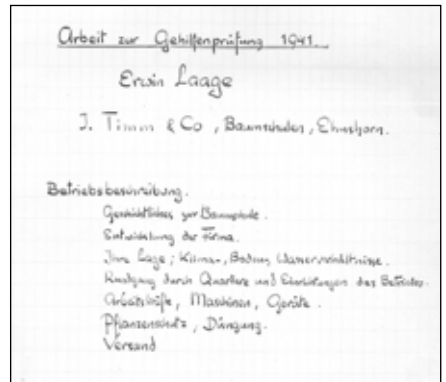 Arbeit zur Gehilfenprüfung 1941.
Erwin Laage
J. Timm & Co, Baumschulen, Elmshorn.
Betriebsbeschreibung.
Geschichtliches zur Baumschule.
Entwicklung der Firma.
Ihre Lage; Klima-, Boden, Wasserverhältnisse.
Rundgang durch Quartiere und Einrichtungen des Betriebes.
Arbeitskräfte, Maschinen, Geräte.
Pflanzenschutz, Düngung.
Versand